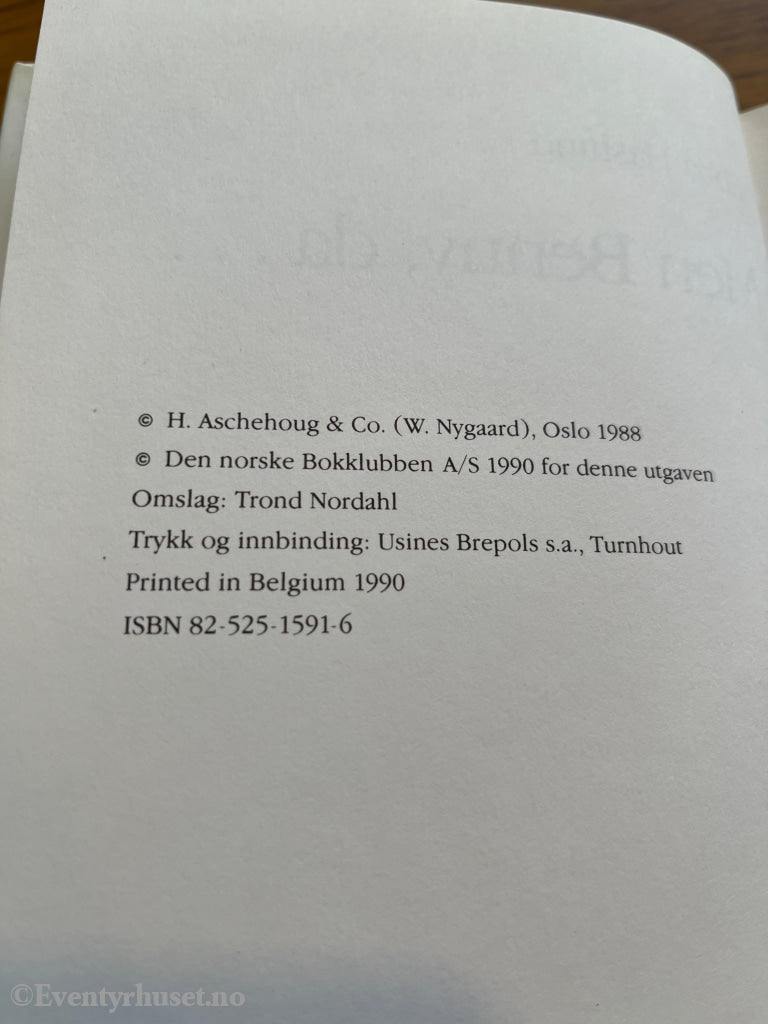 © H. Aschehoug & Co. (W. Nygaard), Oslo 1988
© Den norske Bokklubben A/S 1990 for denne utgaven
Omslag: Trond Nordahl
Trykk og innbinding: Usines Brepols s.a., Turnhout
Printed in Belgium 1990
ISBN 82-525-1591-6
©Eventyrhuset.no